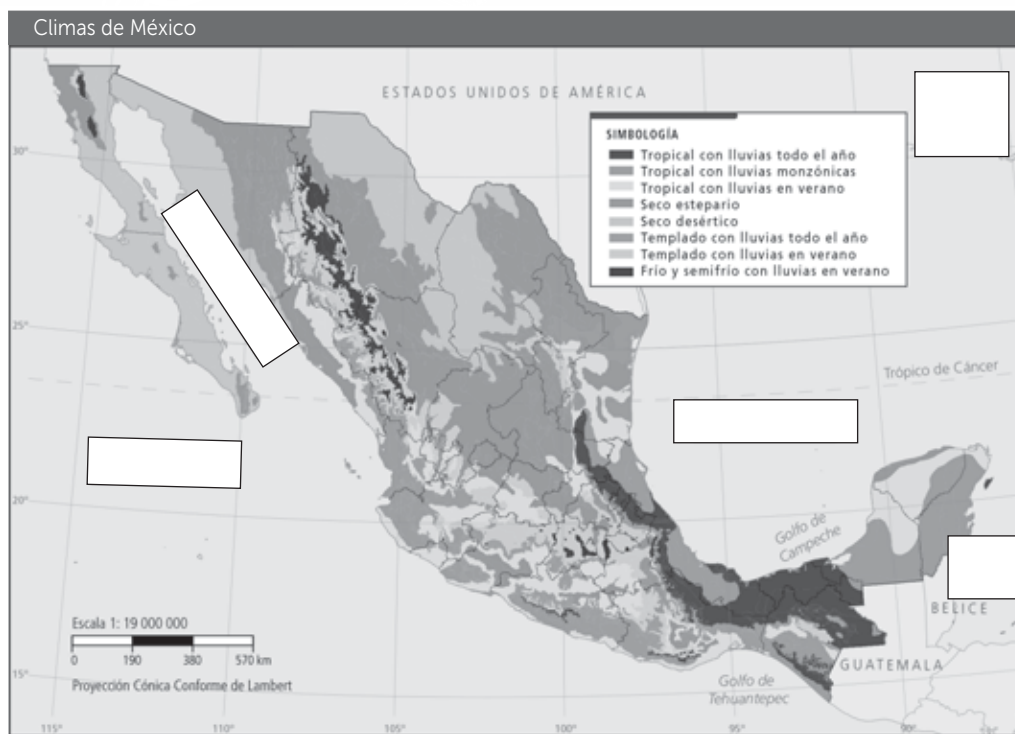 Climas de México
ESTADOS UNIDOS DE AMÉRICA
SIMBOLOGÍA
Tropical con lluvias todo el año
Tropical con lluvias monzónicas
Tropical con lluvias en verano
Seco estepario
Seco desértico
Templado con lluvias todo el año
Templado con lluvias en verano
Frío y semifrío con lluvias en verano
30°
25°
Trópico de Cáncer
20°
Golfo de
Campeche
BELICE
Escala 1: 19 000 000
0 190 380 570 km
Proyección Cónica Conforme de Lambert
GUATEMALA
15°
Golfo de
Tehuantepec
115° 110° 105° 100° 95° 90°